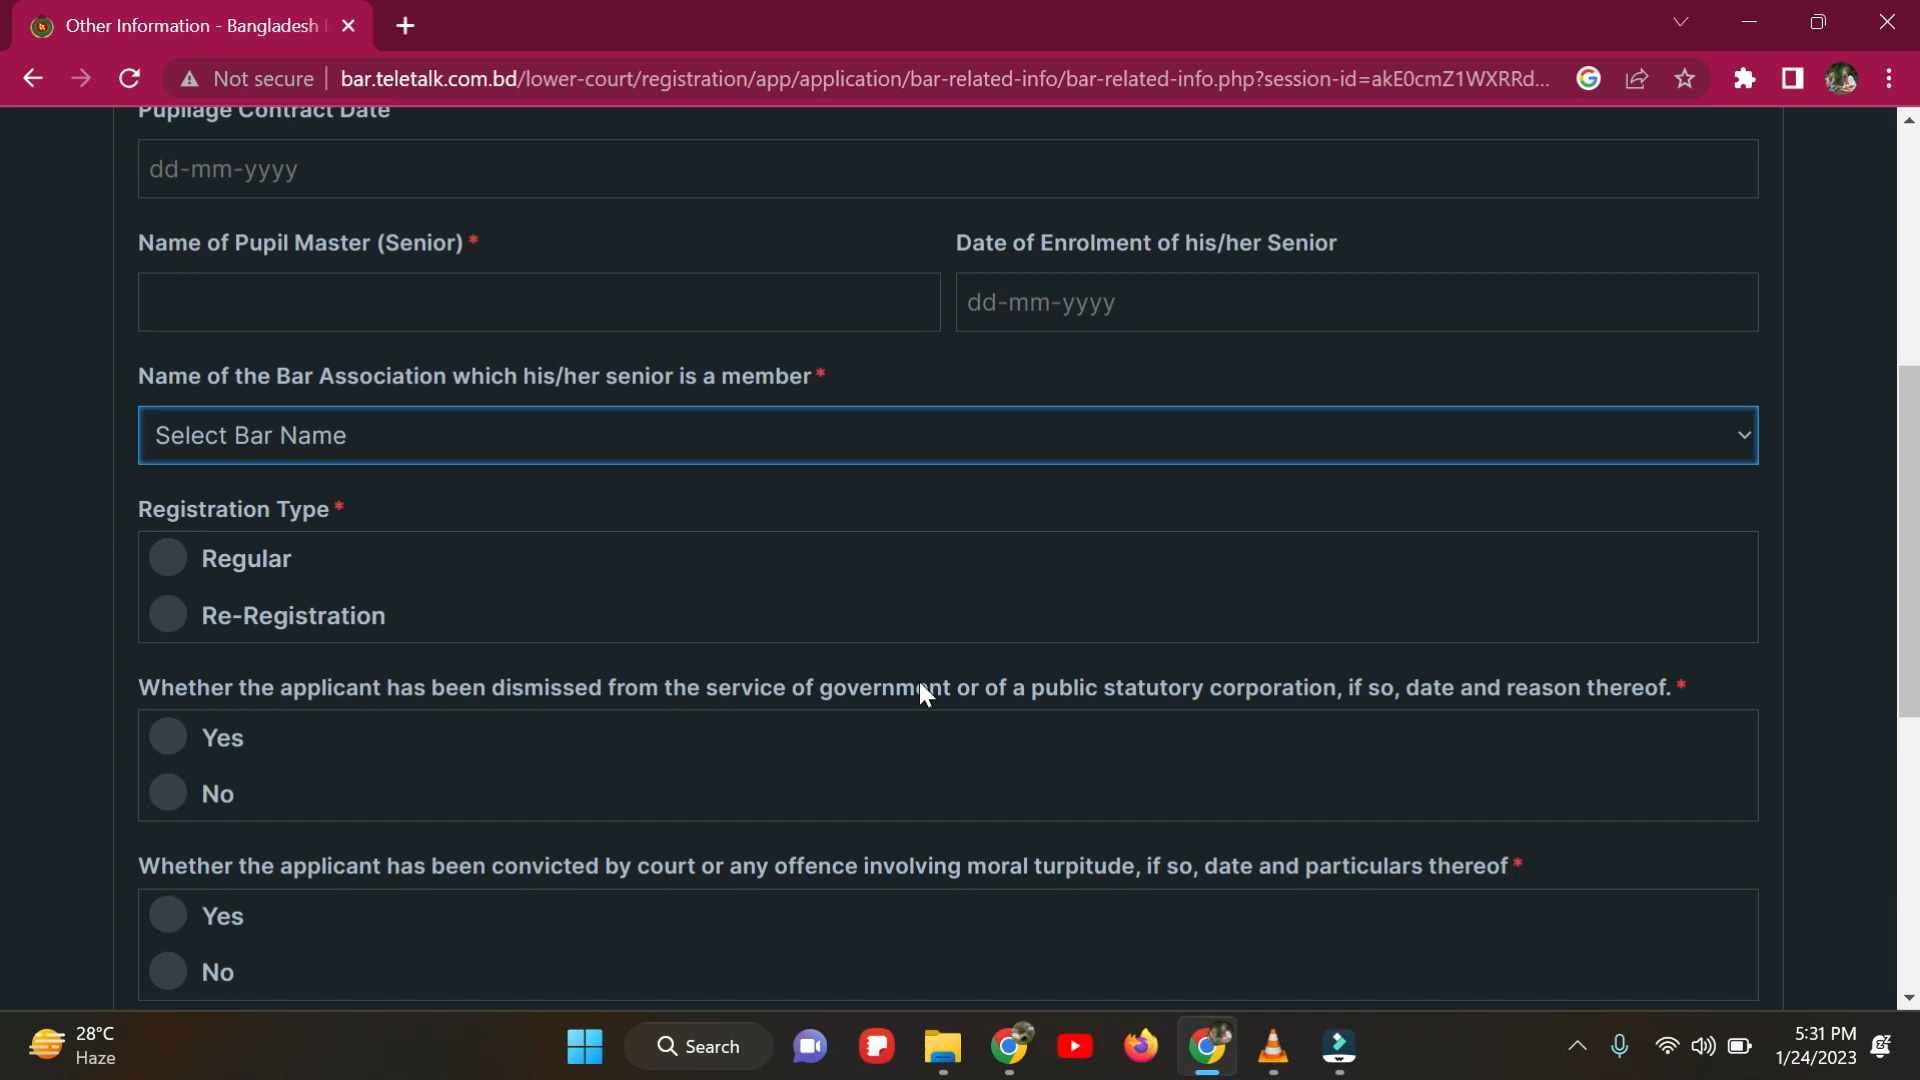 Other Information - Bangladesh
Not secure
bar.teletalk.com.bd/lower-court/registration/app/application/bar-related-info/bar-related-info.php?session-id=akE0cmZ1WXRRd...
Pupilage Contract Date
dd-mm-yyyy
Name of Pupil Master (Senior) *
Date of Enrolment of his/her Senior
dd-mm-yyyy
Name of the Bar Association which his/her senior is a member *
Select Bar Name
Registration Type *
Regular
Re-Registration
Whether the applicant has been dismissed from the service of government or of a public statutory corporation, if so, date and reason thereof. *
Yes
No
Whether the applicant has been convicted by court or any offence involving moral turpitude, if so, date and particulars thereof *
Yes
No
28°C
Haze
Search
5:31 PM
1/24/2023